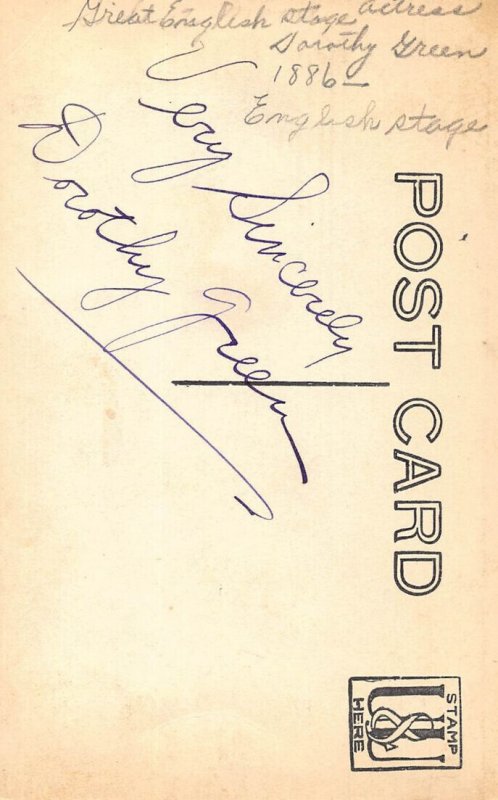 Great English stage actress
Dorothy Green
1886—
English stage
Very Sincerely
Dorothy Green
POST CARD
STAMP
U&U
HERE